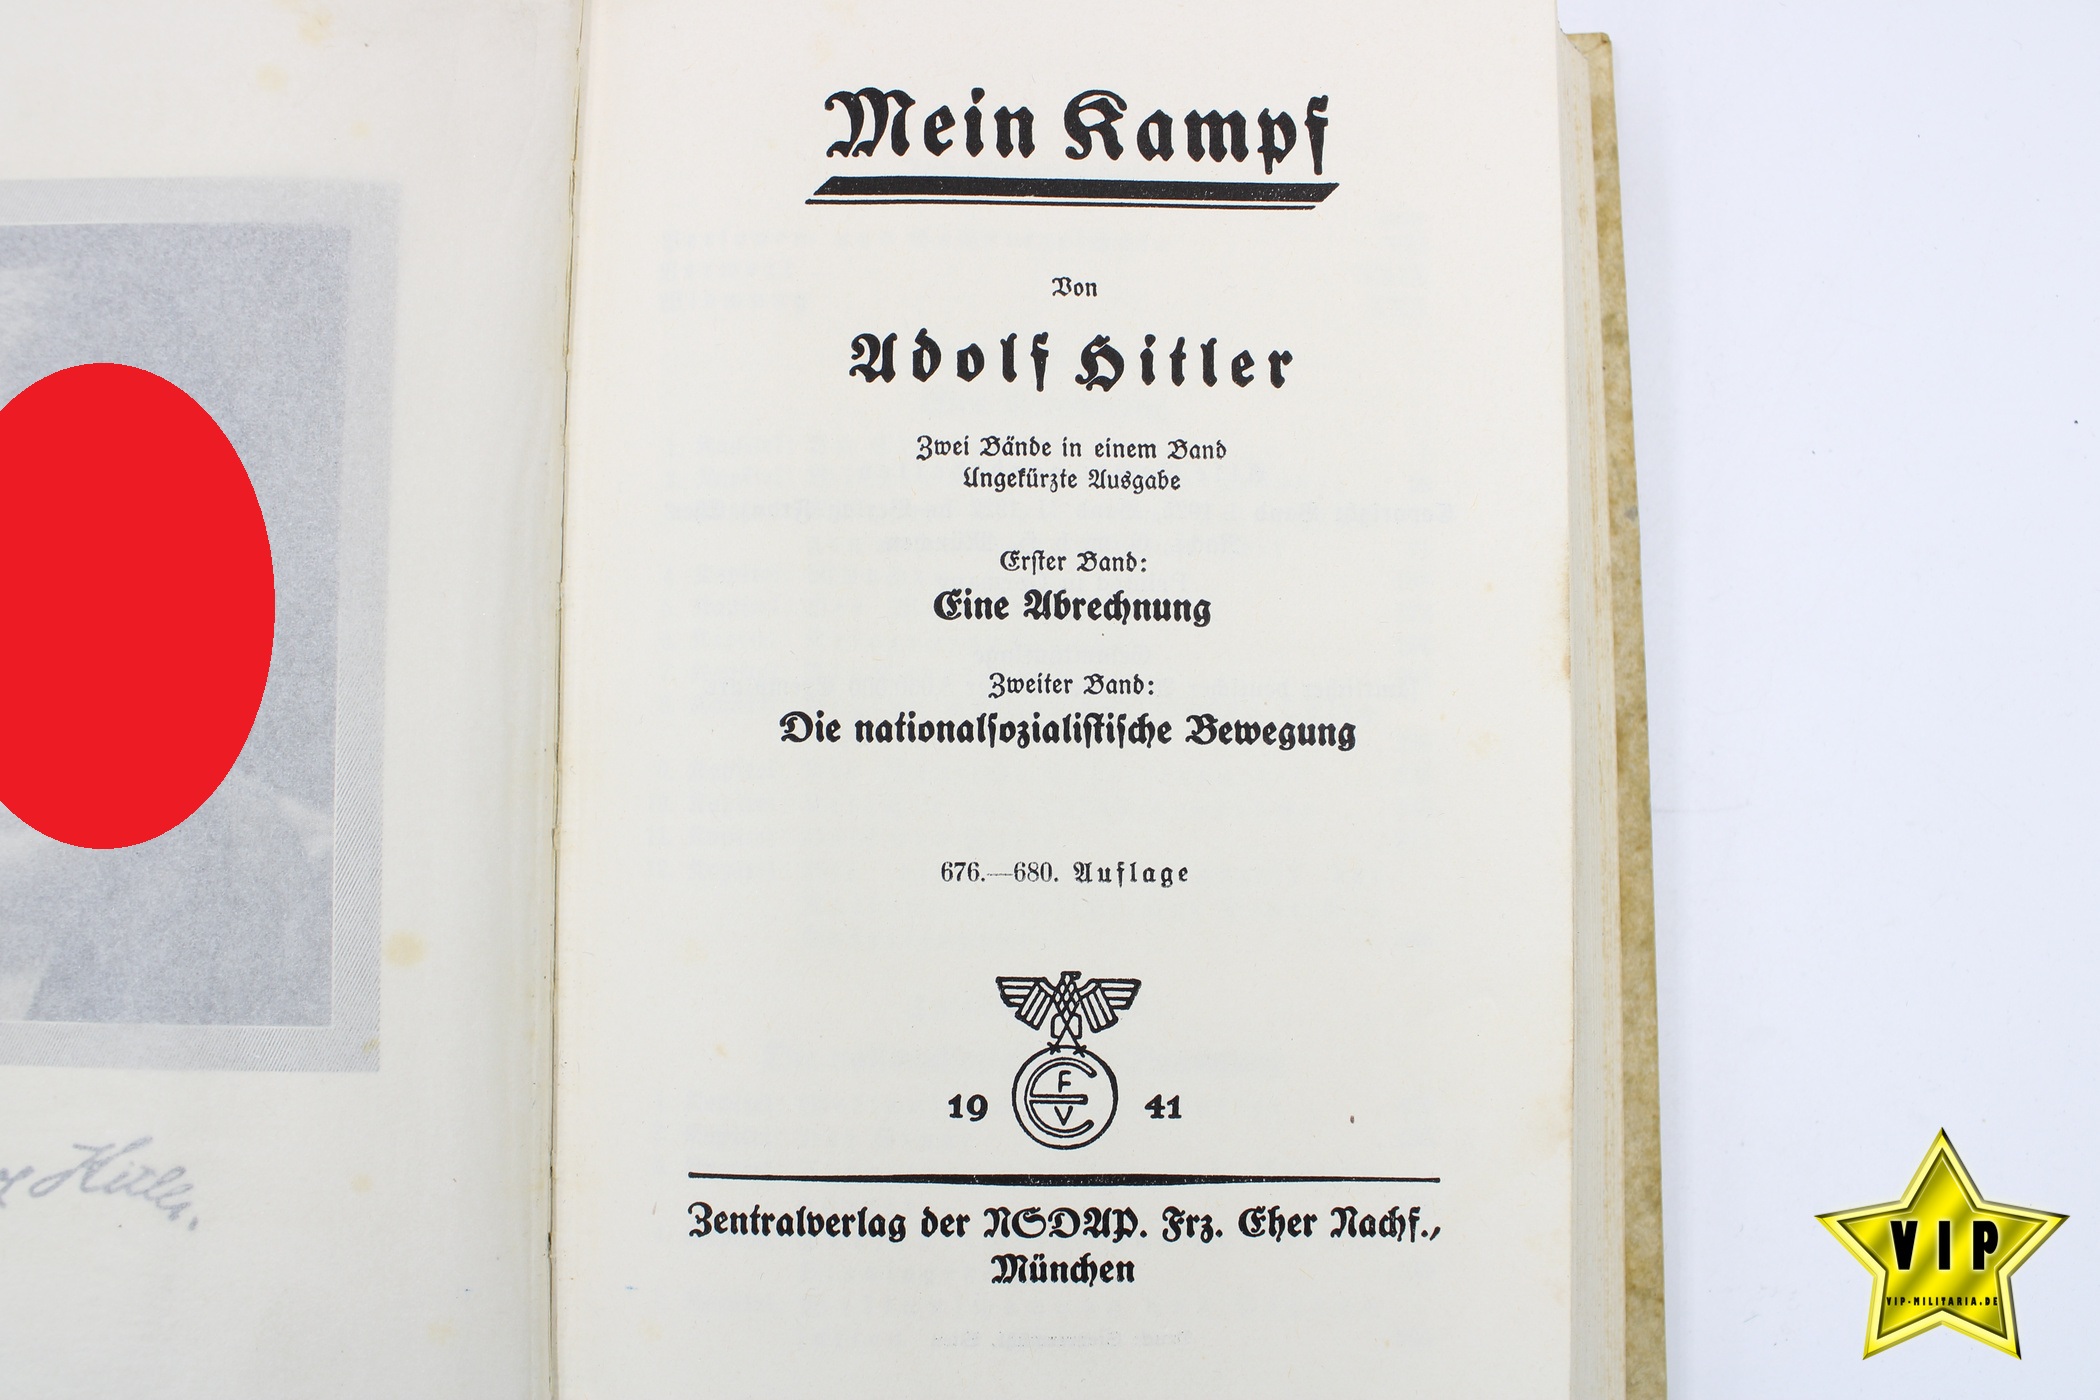 Mein Kampf
Von
Adolf Hitler
Zwei Bände in einem Band
Ungekürzte Ausgabe
Erster Band:
Eine Abrechnung
Zweiter Band:
Die nationalsozialistische Bewegung
676.—680. Auflage
F
E
V
19 41
Zentralverlag der NSDAP. Frz. Eher Nachf.,
München
Hitler.
VIP
VIP-MILITARIA.DE